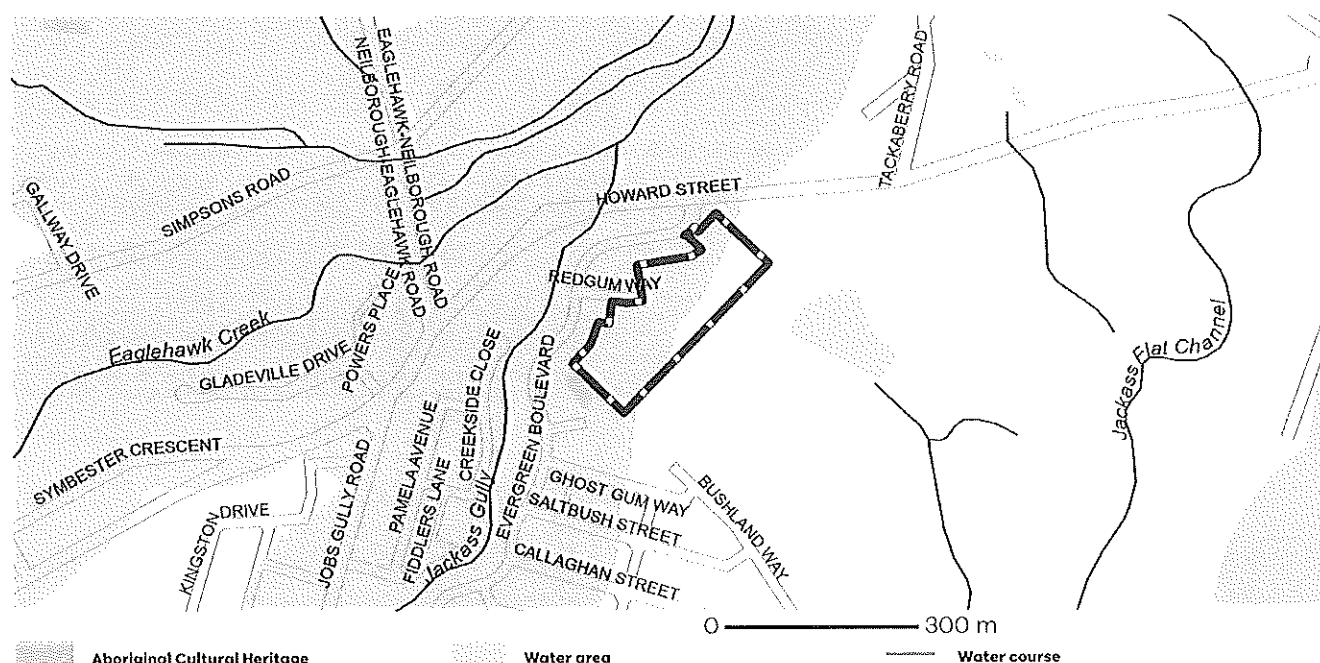 TACKABERRY ROAD
EAGLEHAWK-NEILBOROUGH ROAD
NEILBOROUGH-EAGLEHAWK ROAD
GALLWAY DRIVE
SIMPSONS ROAD
HOWARD STREET
REDGUM WAY
POWERS PLACE
Eaglehawk Creek
GLADEVILLE DRIVE
Jackass Flat Channel
SYMBESTER CRESCENT
CREEKSIDE CLOSE
EVERGREEN BOULEVARD
PAMELA AVENUE
FIDDLERS LANE
JOBS GULLY ROAD
KINGSTON DRIVE
Jackass Gully
GHOST GUM WAY
SALTBUSH STREET
BUSHLAND WAY
CALLAGHAN STREET
0 300 m
Aboriginal Cultural Heritage
Water area
Water course